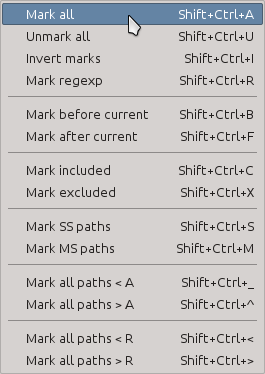 Mark all Shift+Ctrl+A
Unmark all Shift+Ctrl+U
Invert marks Shift+Ctrl+I
Mark regexp Shift+Ctrl+R
Mark before current Shift+Ctrl+B
Mark after current Shift+Ctrl+F
Mark included Shift+Ctrl+C
Mark excluded Shift+Ctrl+X
Mark SS paths Shift+Ctrl+S
Mark MS paths Shift+Ctrl+M
Mark all paths < A Shift+Ctrl+_
Mark all paths > A Shift+Ctrl+^
Mark all paths < R Shift+Ctrl+<
Mark all paths > R Shift+Ctrl+>